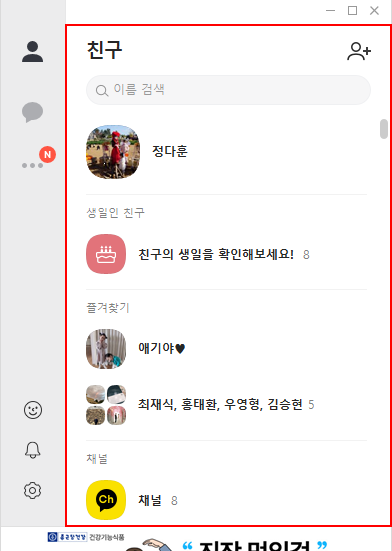 친구
이름 검색
N
정다훈
생일인 친구
친구의 생일을 확인해보세요! 8
즐겨찾기
애기야♥
최재식, 홍태환, 우영형, 김승현 5
채널
Ch
채널 8
건강기능식품